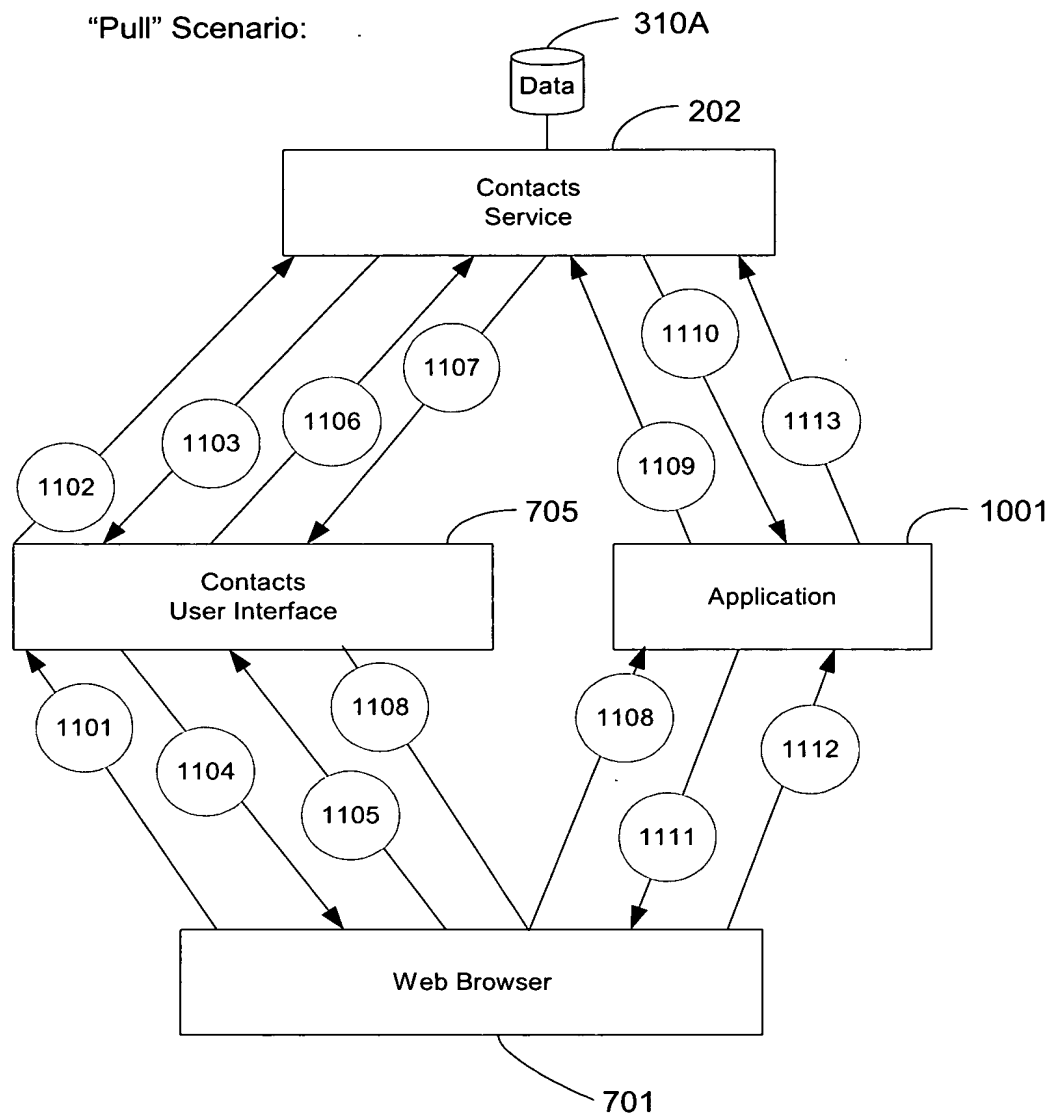 “Pull” Scenario:
310A
Data
202
Contacts
Service
1110
1107
1106
1113
1103
1109
1102
705
1001
Contacts
User Interface
Application
1108
1108
1101
1112
1104
1105
1111
Web Browser
701